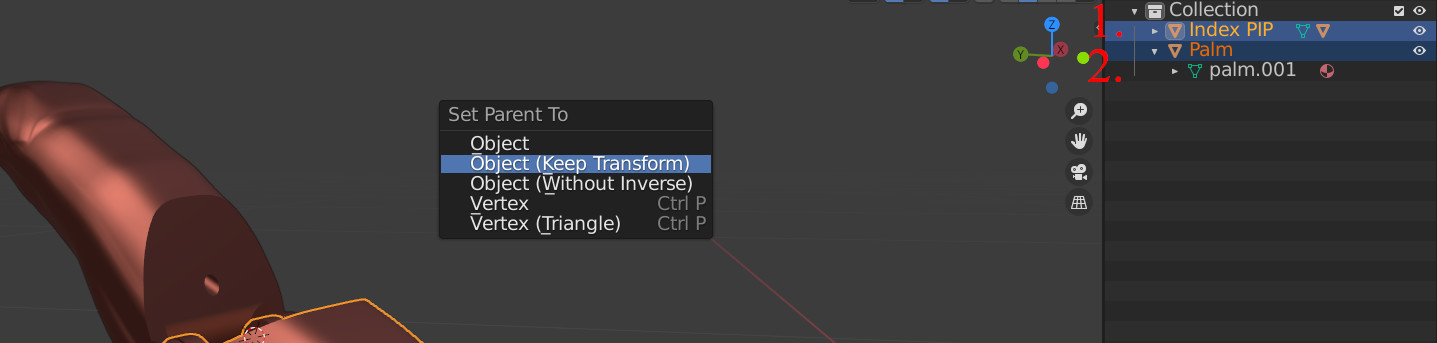 Collection
1. Index PIP
2. Palm
palm.001
Z
Y X
Set Parent To
Object
Object (Keep Transform)
Object (Without Inverse)
Vertex Ctrl P
Vertex (Triangle) Ctrl P